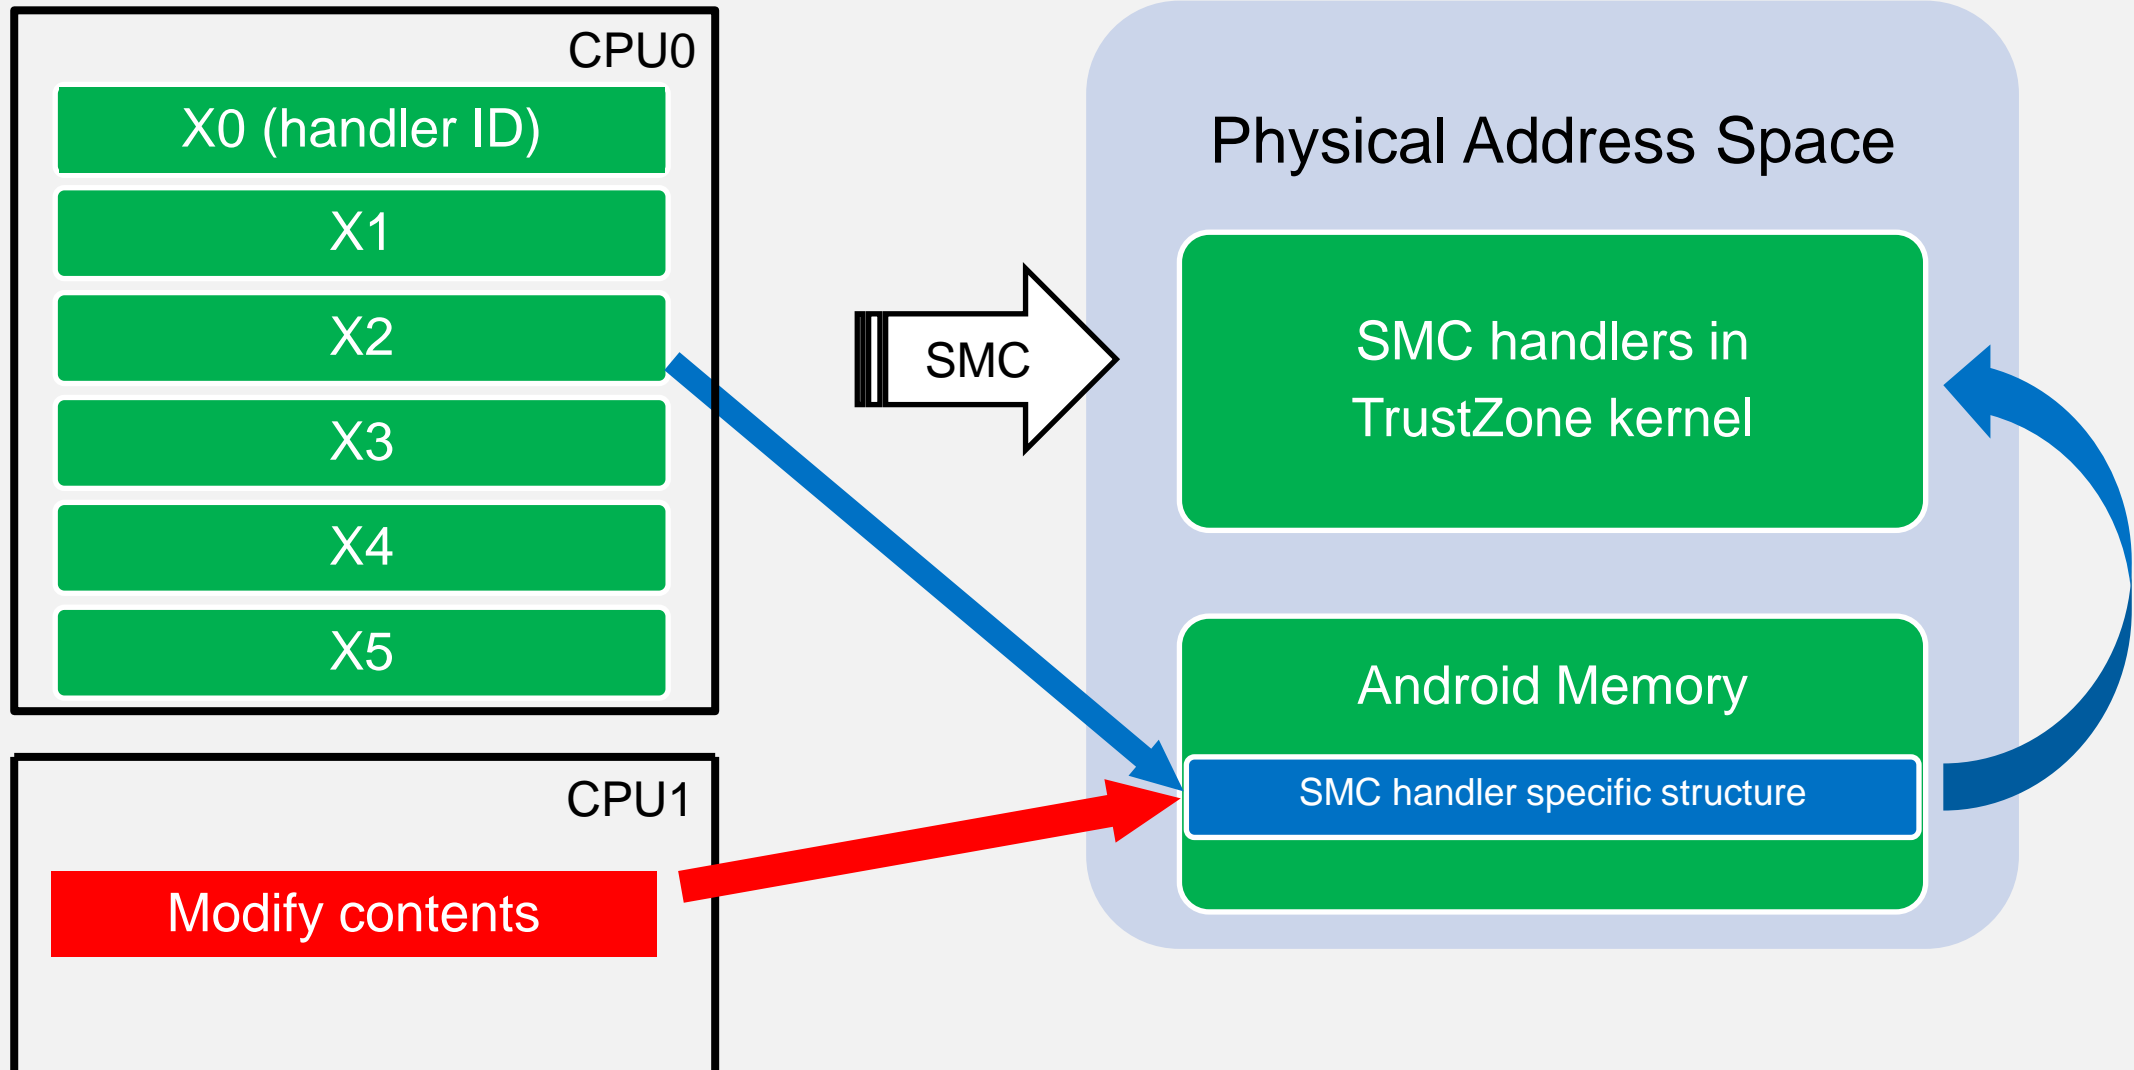 CPU0
X0 (handler ID)
X1
X2
X3
X4
X5
CPU1
Modify contents
SMC
Physical Address Space
SMC handlers in
TrustZone kernel
Android Memory
SMC handler specific structure